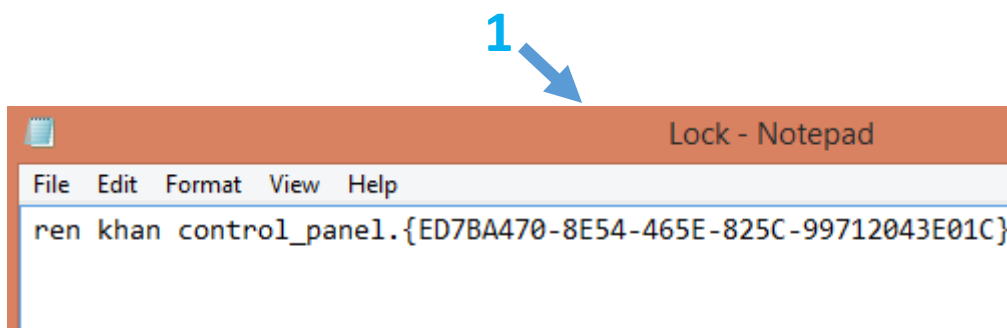 1
Lock - Notepad
File Edit Format View Help
ren khan control_panel.{ED7BA470-8E54-465E-825C-99712043E01C}